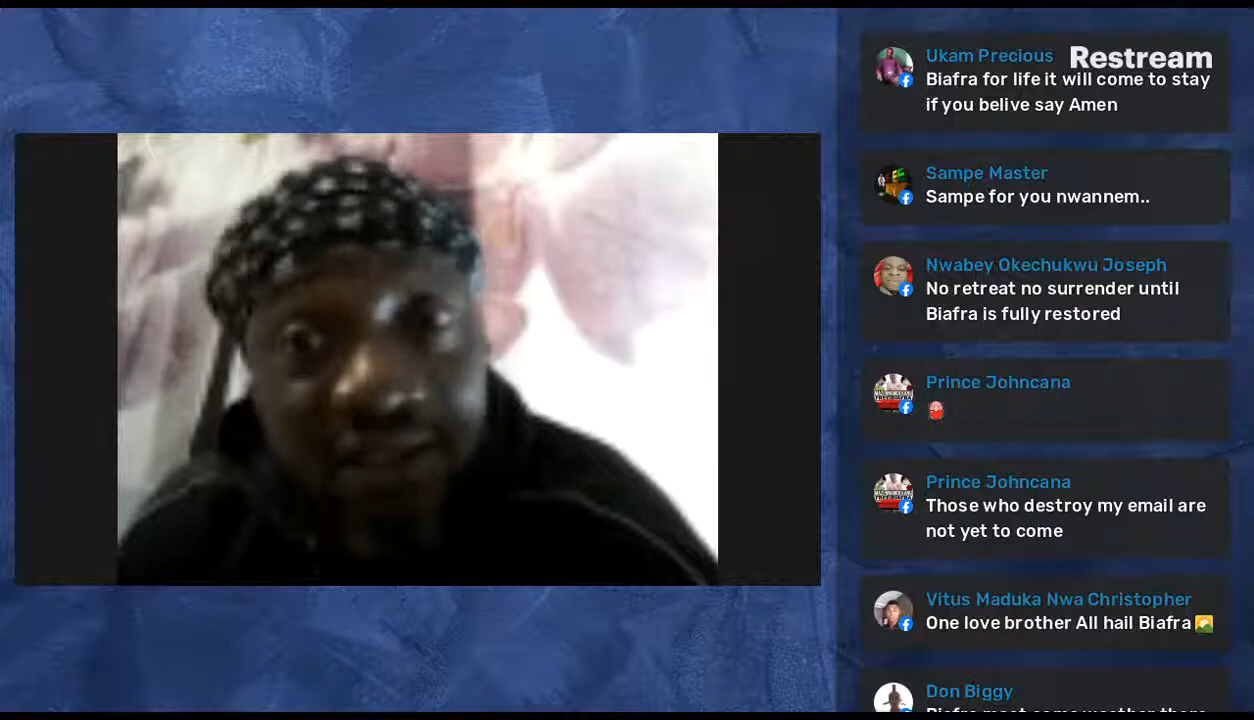 Restream
Ukam Precious
Biafra for life it will come to stay
if you belive say Amen
Sampe Master
Sampe for you nwannem..
Nwabey Okechukwu Joseph
No retreat no surrender until
Biafra is fully restored
Prince Johncana
Prince Johncana
Those who destroy my email are
not yet to come
Vitus Maduka Nwa Christopher
One love brother All hail Biafra
Don Biggy